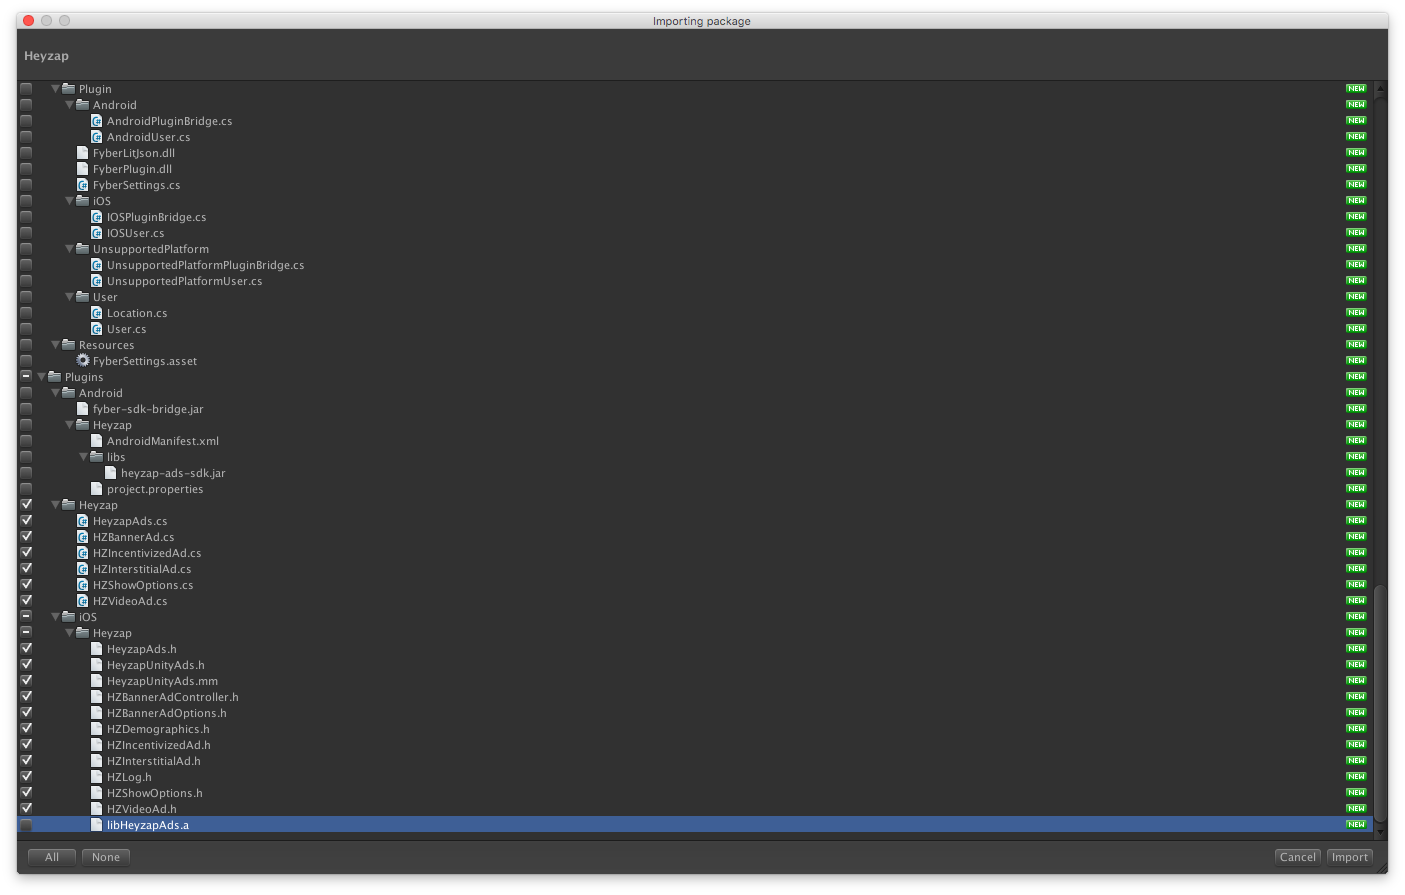 Importing package
Heyzap
Plugin NEW
Android NEW
AndroidPluginBridge.cs NEW
AndroidUser.cs NEW
FyberLitJson.dll NEW
FyberPlugin.dll NEW
FyberSettings.cs NEW
iOS NEW
IOSPluginBridge.cs NEW
IOSUser.cs NEW
UnsupportedPlatform NEW
UnsupportedPlatformPluginBridge.cs NEW
UnsupportedPlatformUser.cs NEW
User NEW
Location.cs NEW
User.cs NEW
Resources NEW
FyberSettings.asset NEW
Plugins NEW
Android NEW
fyber-sdk-bridge.jar NEW
Heyzap NEW
AndroidManifest.xml NEW
libs NEW
heyzap-ads-sdk.jar NEW
project.properties NEW
Heyzap NEW
HeyzapAds.cs NEW
HZBannerAd.cs NEW
HZIncentivizedAd.cs NEW
HZInterstitialAd.cs NEW
HZShowOptions.cs NEW
HZVideoAd.cs NEW
iOS NEW
Heyzap NEW
HeyzapAds.h NEW
HeyzapUnityAds.h NEW
HeyzapUnityAds.mm NEW
HZBannerAdController.h NEW
HZBannerAdOptions.h NEW
HZDemographics.h NEW
HZIncentivizedAd.h NEW
HZInterstitialAd.h NEW
HZLog.h NEW
HZShowOptions.h NEW
HZVideoAd.h NEW
libHeyzapAds.a NEW
All None Cancel Import